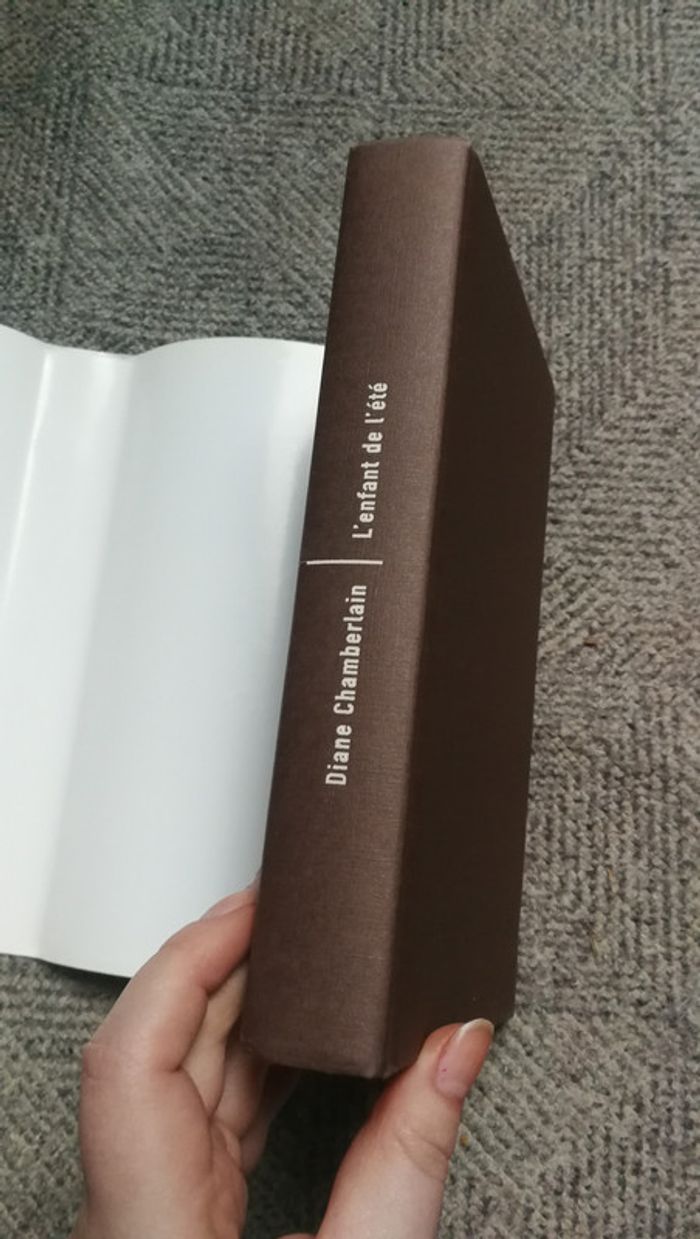 Diane Chamberlain
L'enfant de l'été